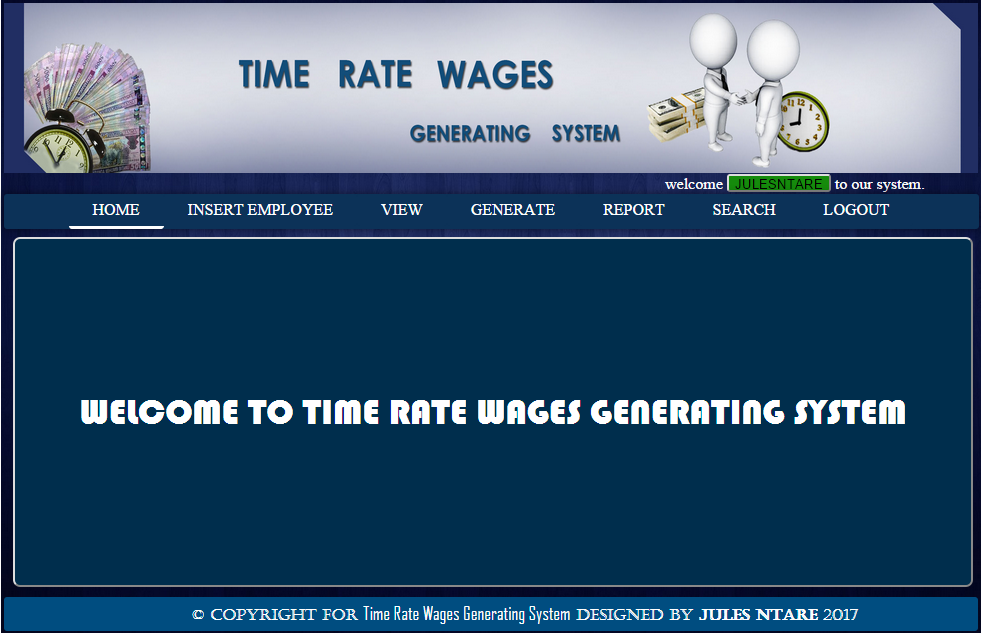 TIME RATE WAGES
GENERATING SYSTEM
welcome JULESNTARE to our system.
HOME INSERT EMPLOYEE VIEW GENERATE REPORT SEARCH LOGOUT
WELCOME TO TIME RATE WAGES GENERATING SYSTEM
© COPYRIGHT FOR Time Rate Wages Generating System DESIGNED BY JULES NTARE 2017